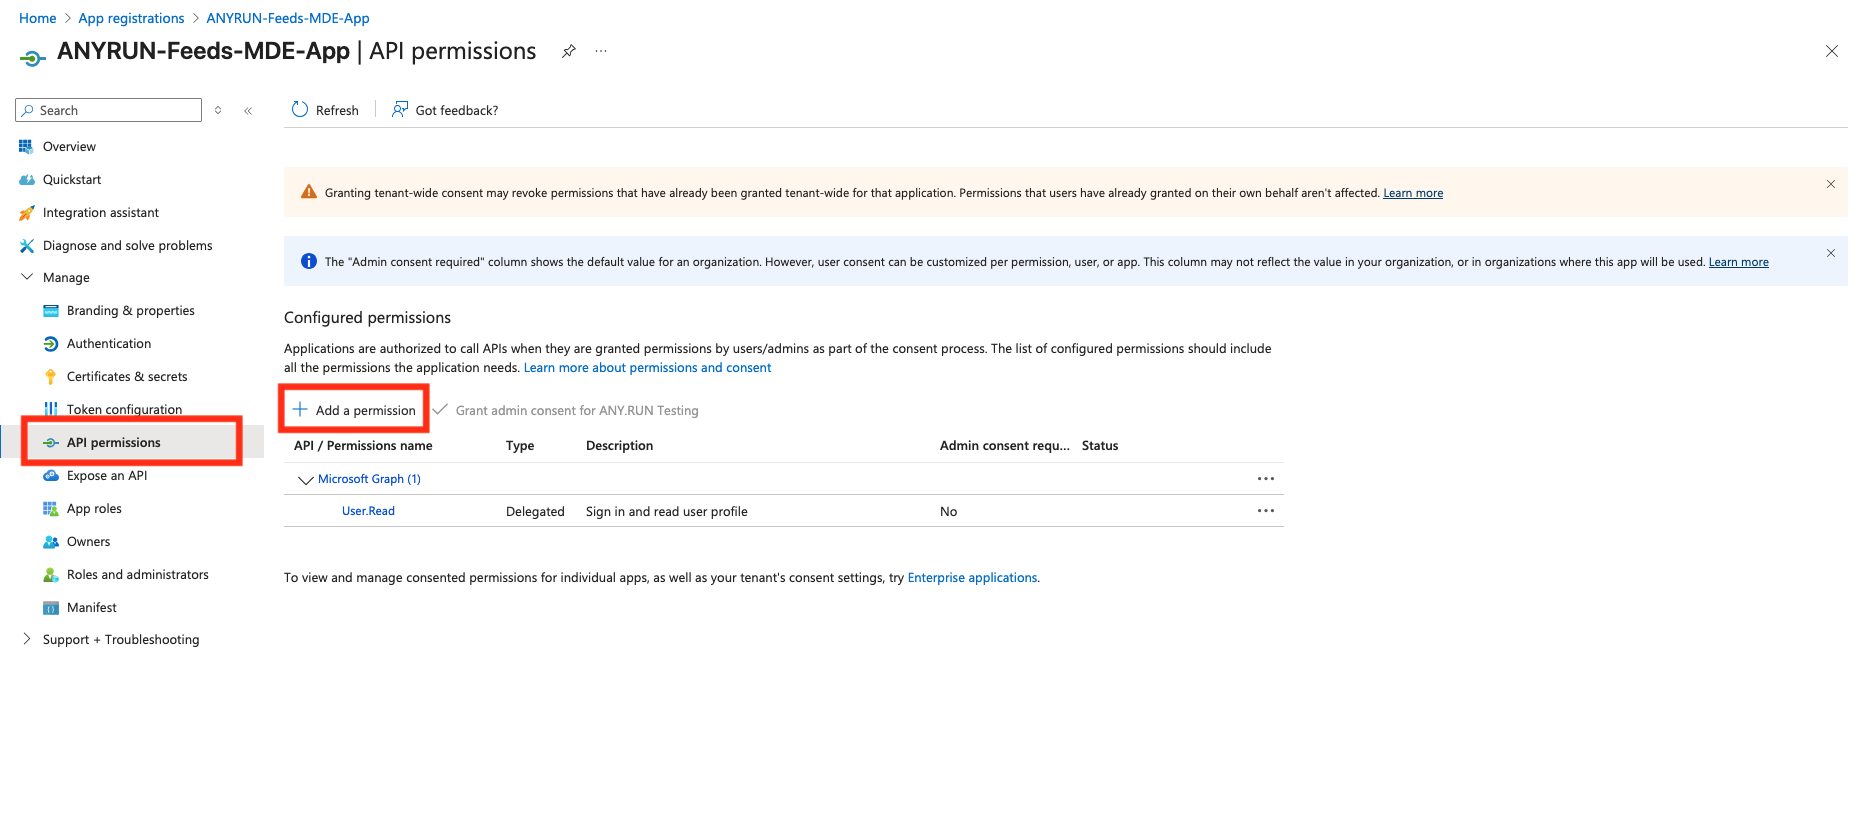 Home > App registrations > ANYRUN-Feeds-MDE-App
ANYRUN-Feeds-MDE-App | API permissions
Search
Refresh
Got feedback?
Overview
Quickstart
Integration assistant
Diagnose and solve problems
Manage
Branding & properties
Authentication
Certificates & secrets
Token configuration
API permissions
Expose an API
App roles
Owners
Roles and administrators
Manifest
Support + Troubleshooting
Granting tenant-wide consent may revoke permissions that have already been granted tenant-wide for that application. Permissions that users have already granted on their own behalf aren't affected. Learn more
The "Admin consent required" column shows the default value for an organization. However, user consent can be customized per permission, user, or app. This column may not reflect the value in your organization, or in organizations where this app will be used. Learn more
Configured permissions
Applications are authorized to call APIs when they are granted permissions by users/admins as part of the consent process. The list of configured permissions should include
all the permissions the application needs. Learn more about permissions and consent
Add a permission
Grant admin consent for ANY.RUN Testing
API / Permissions name Type Description Admin consent requ... Status
Microsoft Graph (1)
User.Read Delegated Sign in and read user profile No
To view and manage consented permissions for individual apps, as well as your tenant's consent settings, try Enterprise applications.